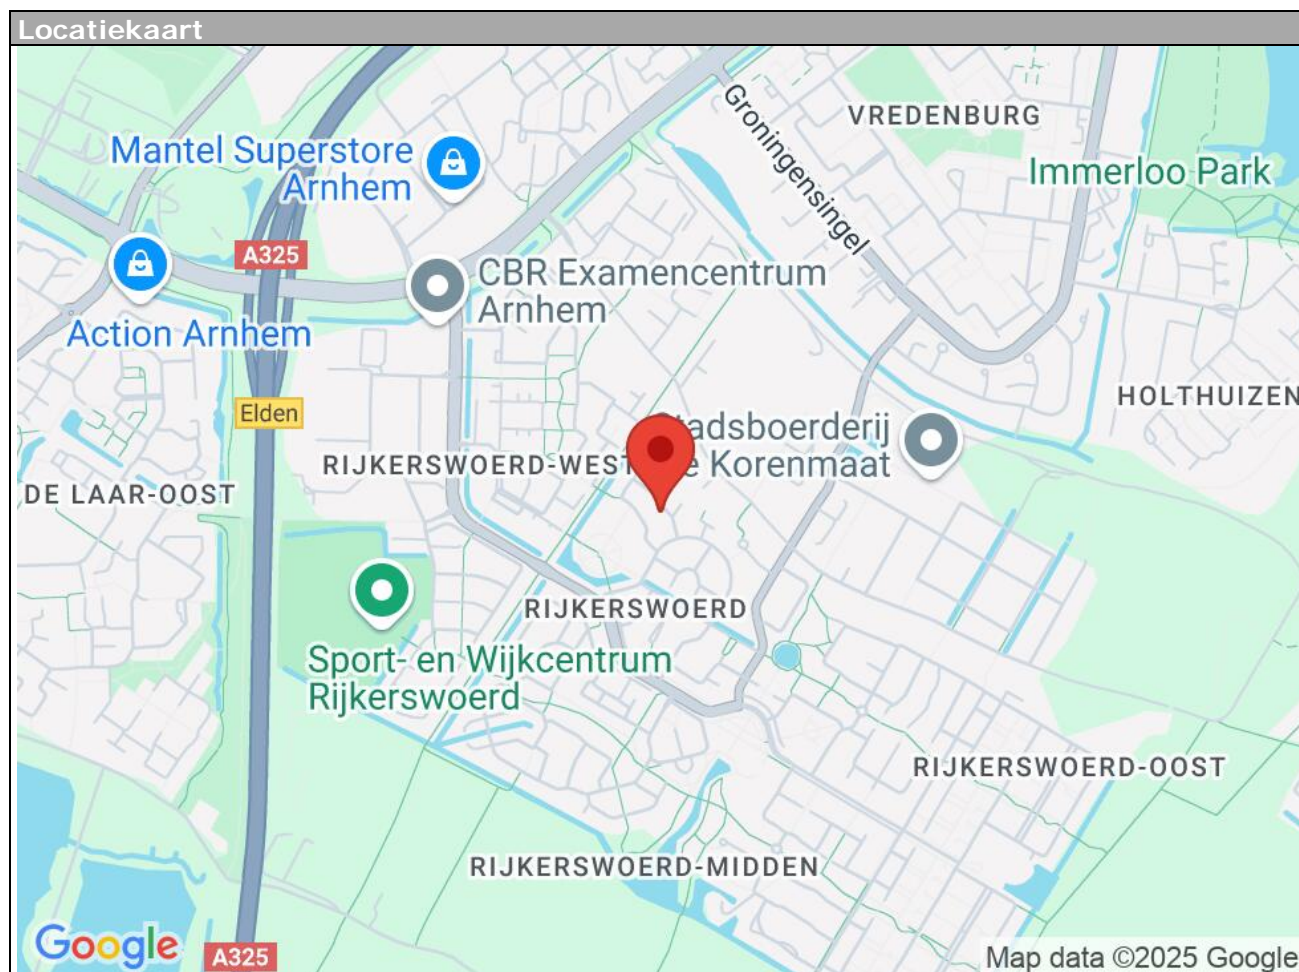 Locatiekaart
Groningensingel
VREDENBURG
Mantel Superstore
Arnhem
Immerloo Park
A325
CBR Examencentrum
Arnhem
Action Arnhem
Elden
HOLTHUIZEN
Stadsboerderij
Korenmaat
RIJKERSWOERD-WEST
DE LAAR-OOST
RIJKERSWOERD
Sport- en Wijkcentrum
Rijkerswoerd
RIJKERSWOERD-OOST
RIJKERSWOERD-MIDDEN
Google
A325
Map data ©2025 Google